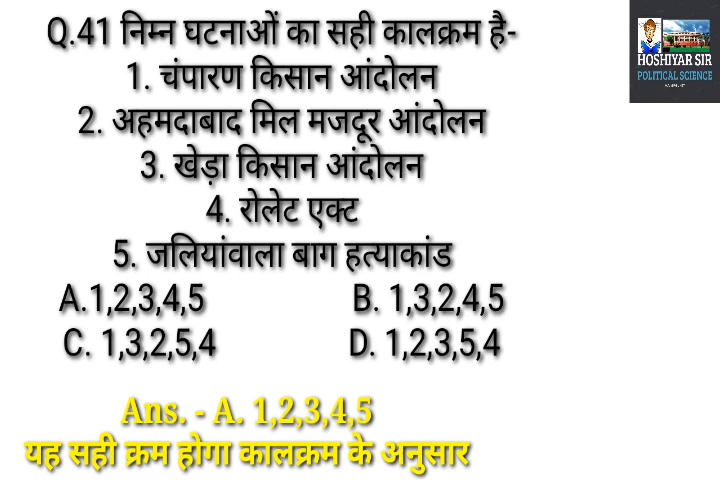 Q.41 निम्न घटनाओं का सही कालक्रम है-
1. चंपारण किसान आंदोलन
2. अहमदाबाद मिल मजदूर आंदोलन
3. खेड़ा किसान आंदोलन
4. रोलेट एक्ट
5. जलियांवाला बाग हत्याकांड
A.1,2,3,4,5 B. 1,3,2,4,5
C. 1,3,2,5,4 D. 1,2,3,5,4
Ans. - A. 1,2,3,4,5
यह सही क्रम होगा कालक्रम के अनुसार
HOSHIYAR SIR
POLITICAL SCIENCE